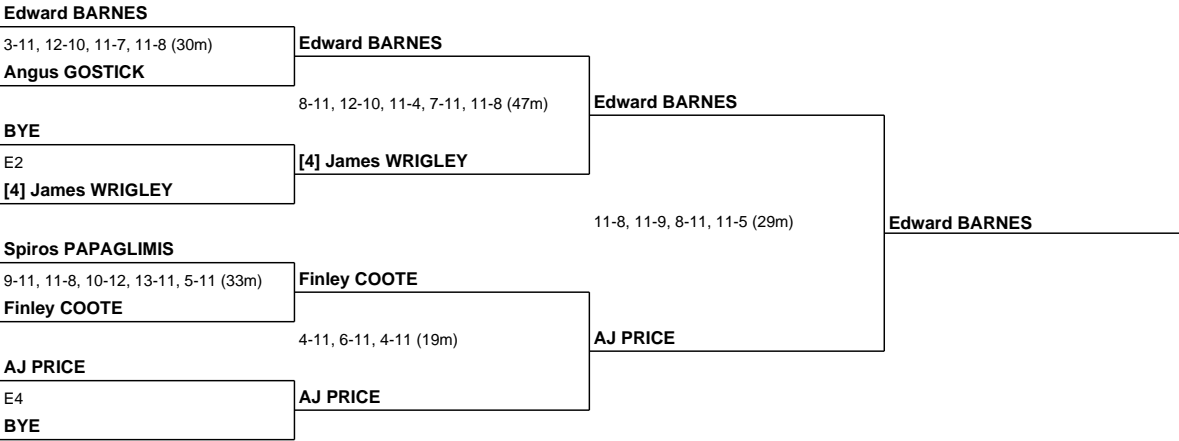 Edward BARNES
3-11, 12-10, 11-7, 11-8 (30m)
Angus GOSTICK
BYE
E2
[4] James WRIGLEY
Spiros PAPAGLIMIS
9-11, 11-8, 10-12, 13-11, 5-11 (33m)
Finley COOTE
AJ PRICE
E4
BYE
Edward BARNES
8-11, 12-10, 11-4, 7-11, 11-8 (47m)
[4] James WRIGLEY
Finley COOTE
4-11, 6-11, 4-11 (19m)
AJ PRICE
Edward BARNES
11-8, 11-9, 8-11, 11-5 (29m)
AJ PRICE
Edward BARNES